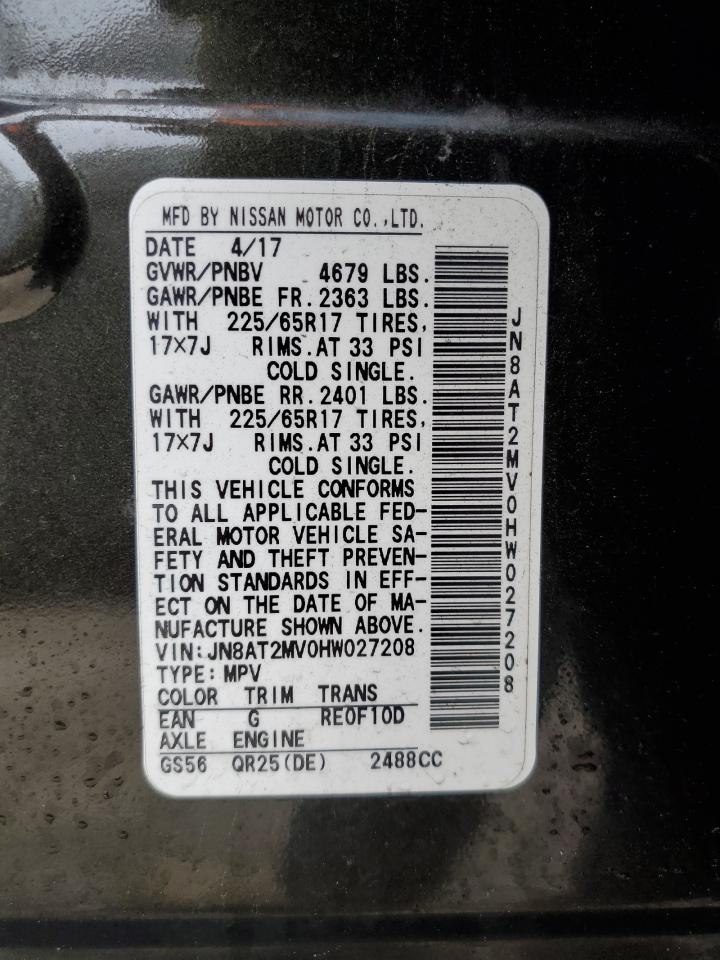 MFD BY NISSAN MOTOR CO.,LTD.
DATE 4/17
GVWR/PNBV 4679 LBS.
GAWR/PNBE FR.2363 LBS.
WITH 225/65R17 TIRES,
17×7J RIMS.AT 33 PSI
COLD SINGLE.
GAWR/PNBE RR.2401 LBS.
WITH 225/65R17 TIRES,
17×7J RIMS.AT 33 PSI
COLD SINGLE.
THIS VEHICLE CONFORMS
TO ALL APPLICABLE FED-
ERAL MOTOR VEHICLE SA-
FETY AND THEFT PREVEN-
TION STANDARDS IN EFF-
ECT ON THE DATE OF MA-
NUFACTURE SHOWN ABOVE.
VIN:JN8AT2MV0HW027208
TYPE:MPV
COLOR TRIM TRANS
EAN G RE0F10D
AXLE ENGINE
GS56 QR25(DE) 2488CC
JN8AT2MV0HW027208